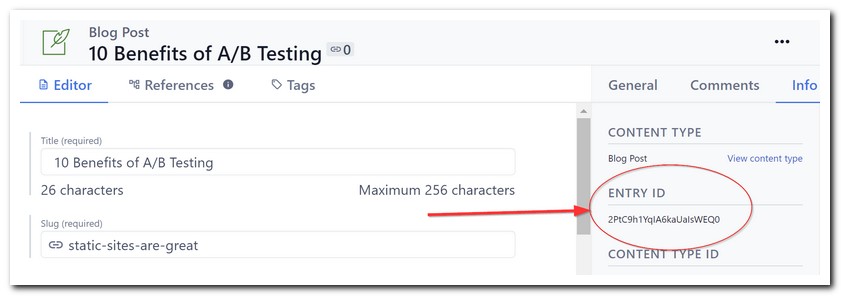 Blog Post
10 Benefits of A/B Testing 0
Editor References Tags
General Comments Info
Title (required)
10 Benefits of A/B Testing
26 characters Maximum 256 characters
Slug (required)
static-sites-are-great
CONTENT TYPE
Blog Post View content type
ENTRY ID
2PtC9h1YqIA6kaUaIsWEQ0
CONTENT TYPE ID